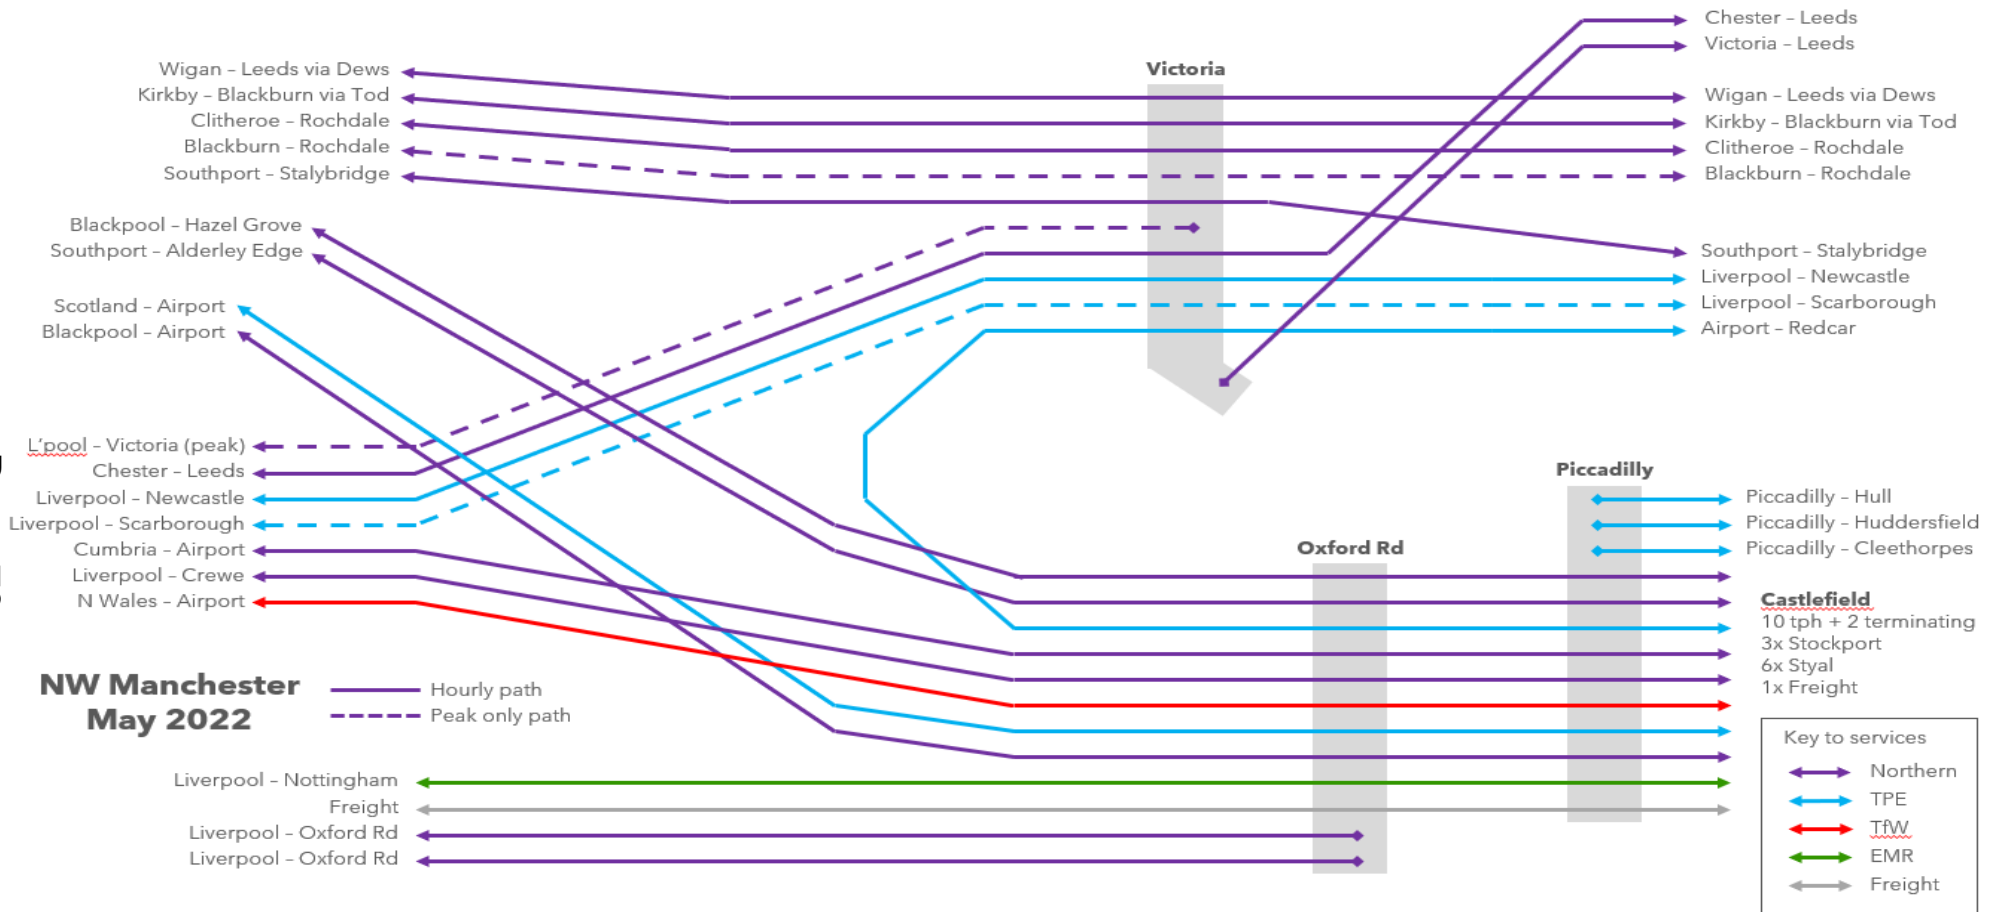 Chester – Leeds
Victoria – Leeds
Wigan – Leeds via Dews
Kirkby – Blackburn via Tod
Clitheroe – Rochdale
Blackburn – Rochdale
Southport – Stalybridge
Victoria
Wigan – Leeds via Dews
Kirkby – Blackburn via Tod
Clitheroe – Rochdale
Blackburn – Rochdale
Blackpool – Hazel Grove
Southport – Alderley Edge
Southport – Stalybridge
Liverpool – Newcastle
Liverpool – Scarborough
Airport – Redcar
Scotland – Airport
Blackpool – Airport
L'pool – Victoria (peak)
Chester – Leeds
Liverpool – Newcastle
Liverpool – Scarborough
Cumbria – Airport
Liverpool – Crewe
N Wales – Airport
Oxford Rd
Piccadilly
Piccadilly – Hull
Piccadilly – Huddersfield
Piccadilly – Cleethorpes
Castlefield
10 tph + 2 terminating
3x Stockport
6x Styal
1x Freight
NW Manchester
May 2022
Hourly path
Peak only path
Liverpool – Nottingham
Freight
Liverpool – Oxford Rd
Liverpool – Oxford Rd
Key to services
Northern
TPE
TfW
EMR
Freight